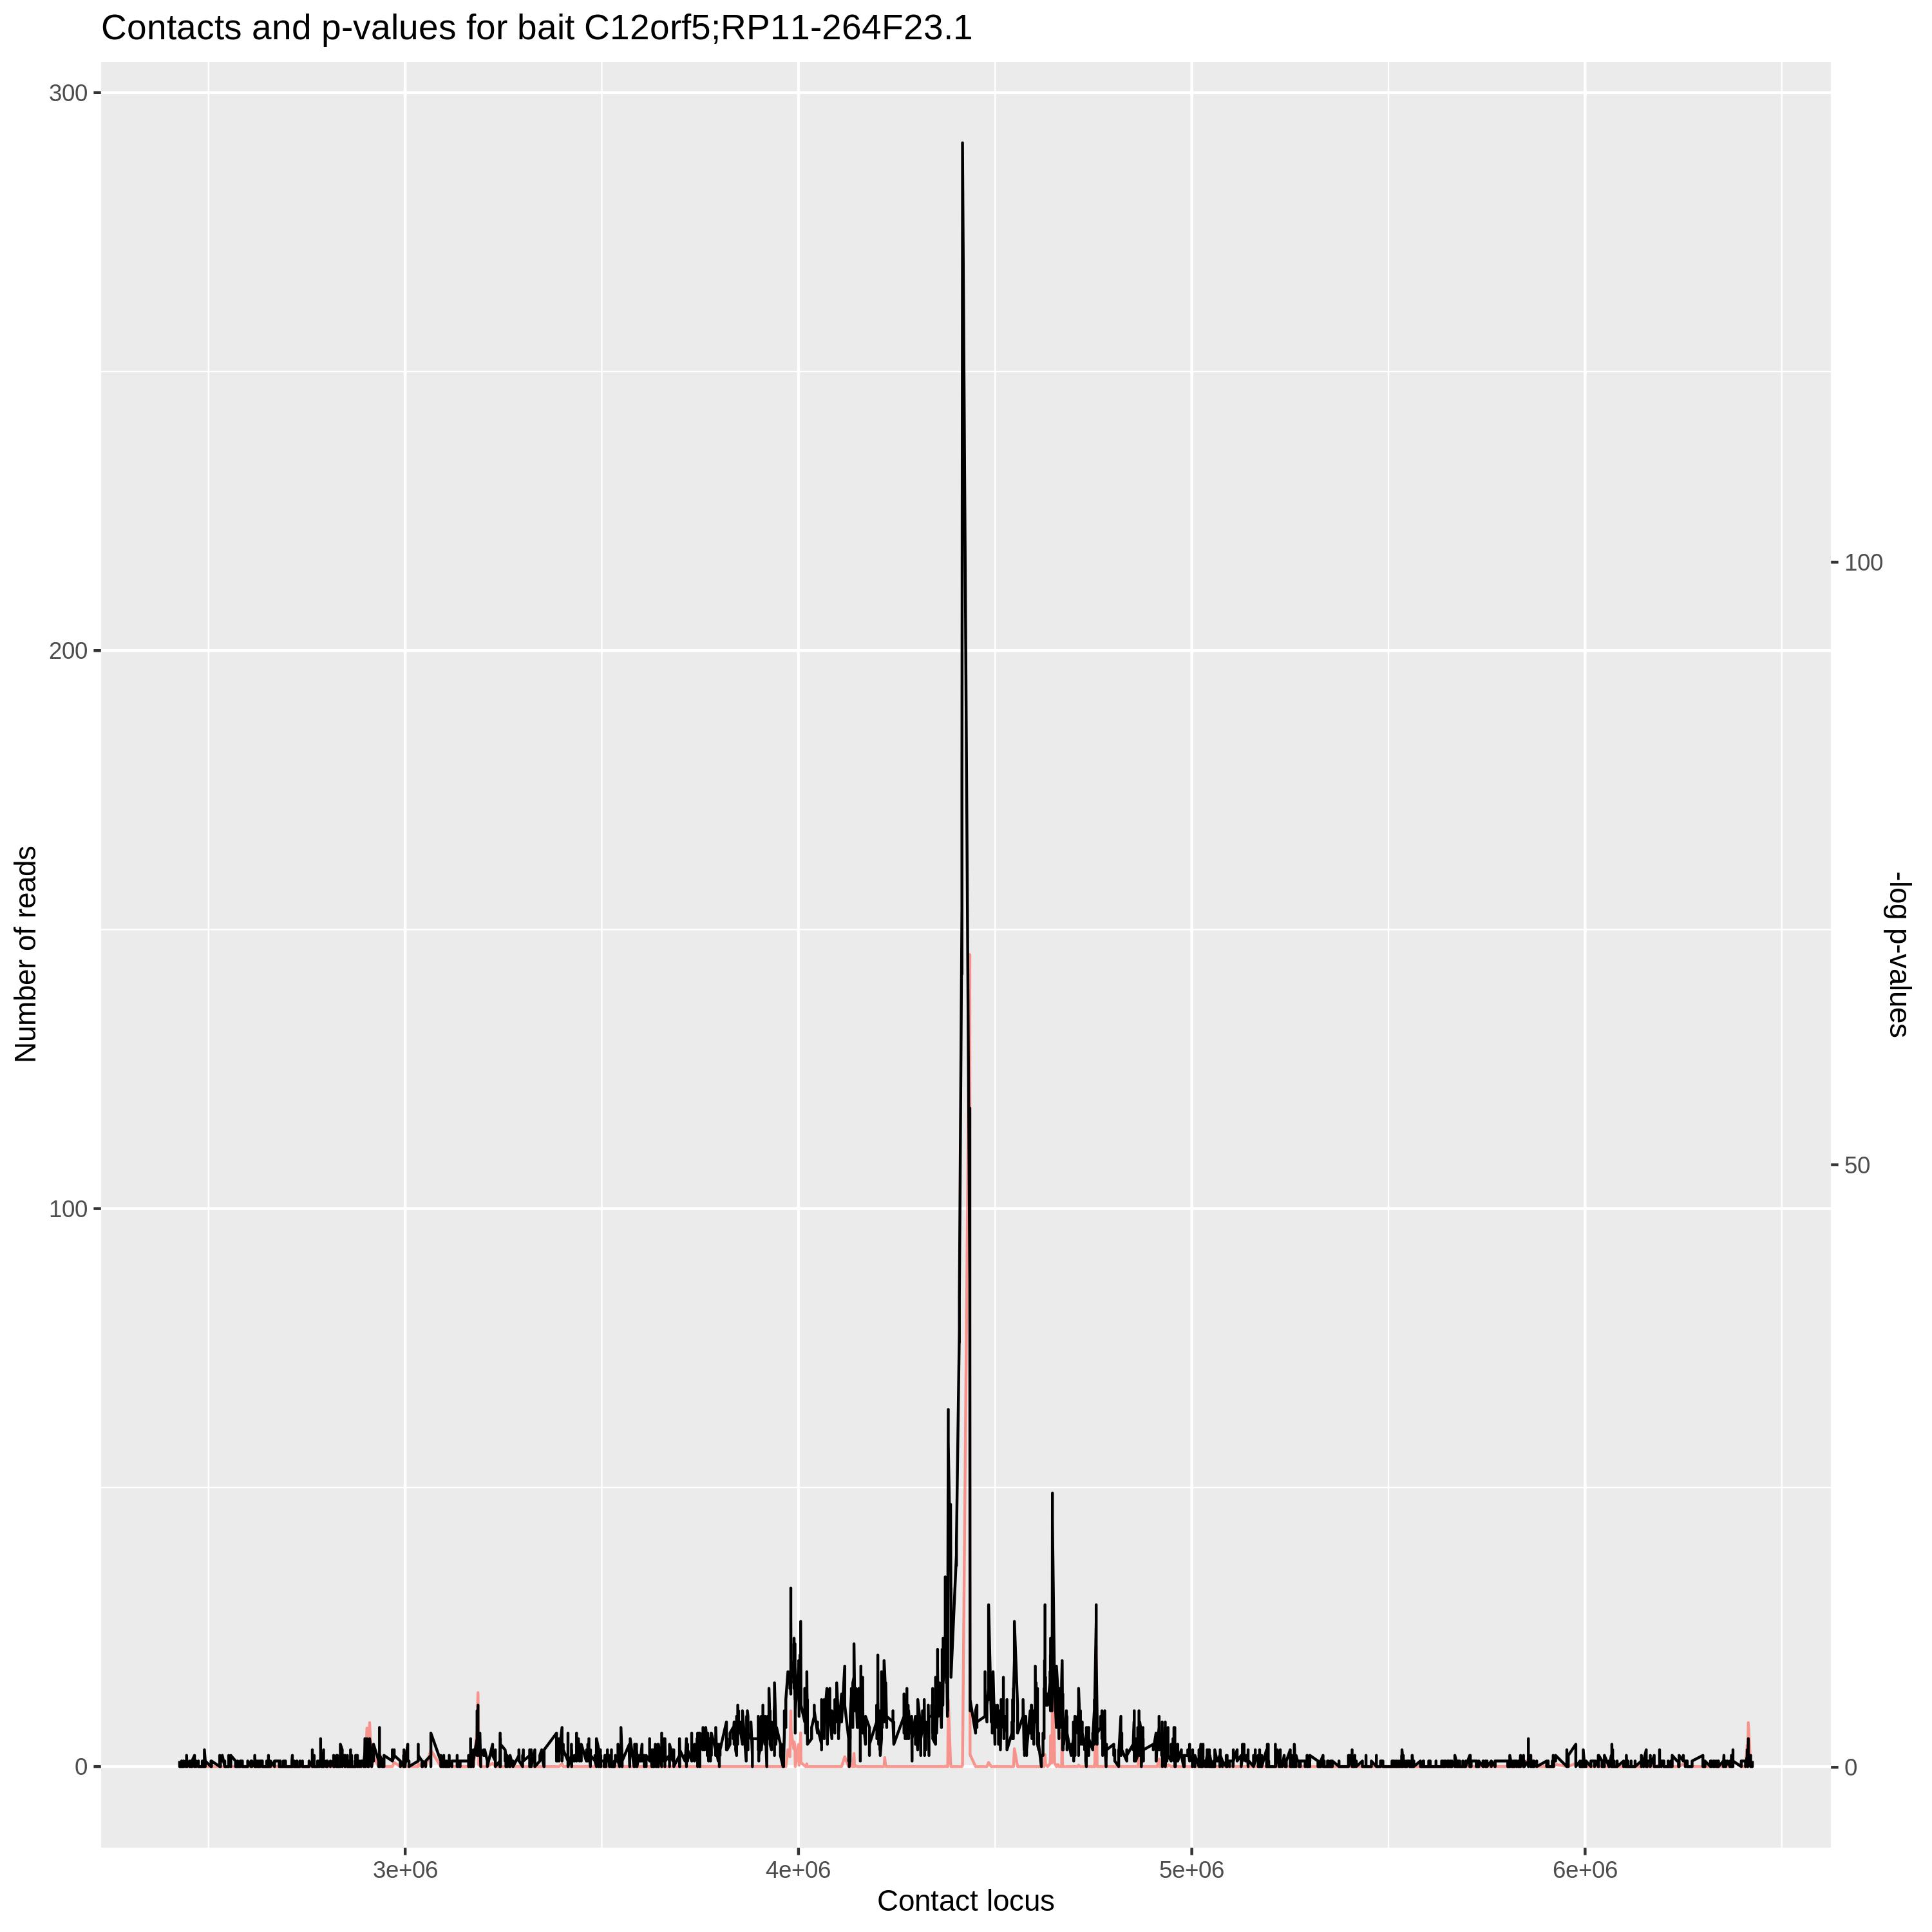 Contacts and p-values for bait C12orf5;RP11-264F23.1
300
200
100
0
Number of reads
100
50
0
-log p-values
3e+06 4e+06 5e+06 6e+06
Contact locus